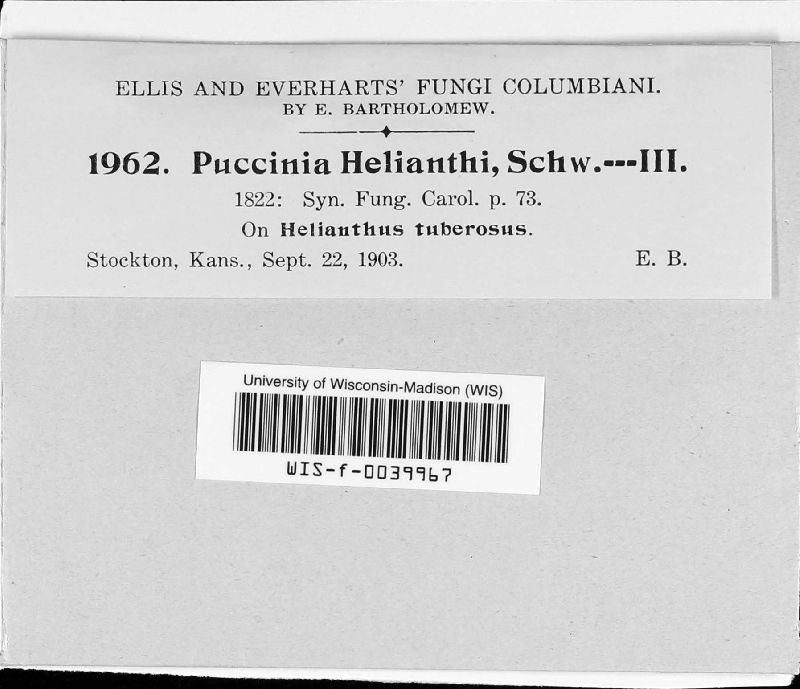 ELLIS AND EVERHARTS' FUNGI COLUMBIANI.
BY E. BARTHOLOMEW.
1962. Puccinia Helianthi, Schw.---III.
1822: Syn. Fung. Carol. p. 73.
On Helianthus tuberosus.
Stockton, Kans., Sept. 22, 1903. E. B.
University of Wisconsin-Madison (WIS)
WIS-f-0039967